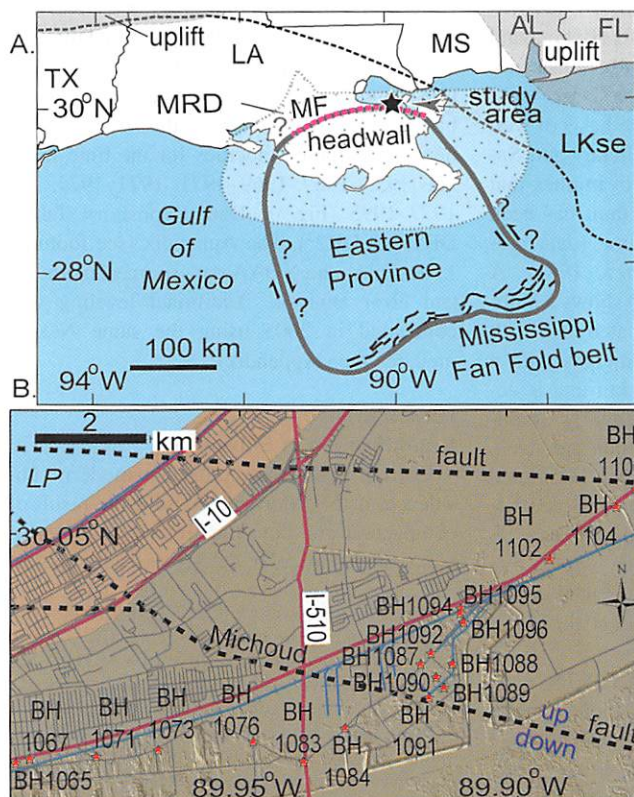 A.
uplift
LA
MS
AL
FL
uplift
TX
30°N
MRD
MF
study
area
?
headwall
LKse
Gulf
of
Mexico
?
?
Eastern
Province
28°N
?
?
100 km
Mississippi
Fan Fold belt
94°W
90°W
B.
2
km
LP
fault
BH
110
30.05°N
I-10
BH
1102
BH
1104
N
I-510
BH1094
BH1095
BH1092
BH1096
Michoud
BH1087
BH1088
BH1090
BH1089
BH
1067
BH
1071
BH
1073
BH
1076
BH
1083
BH
1084
BH
1091
up
down
fault
BH1065
89.95°W
89.90°W